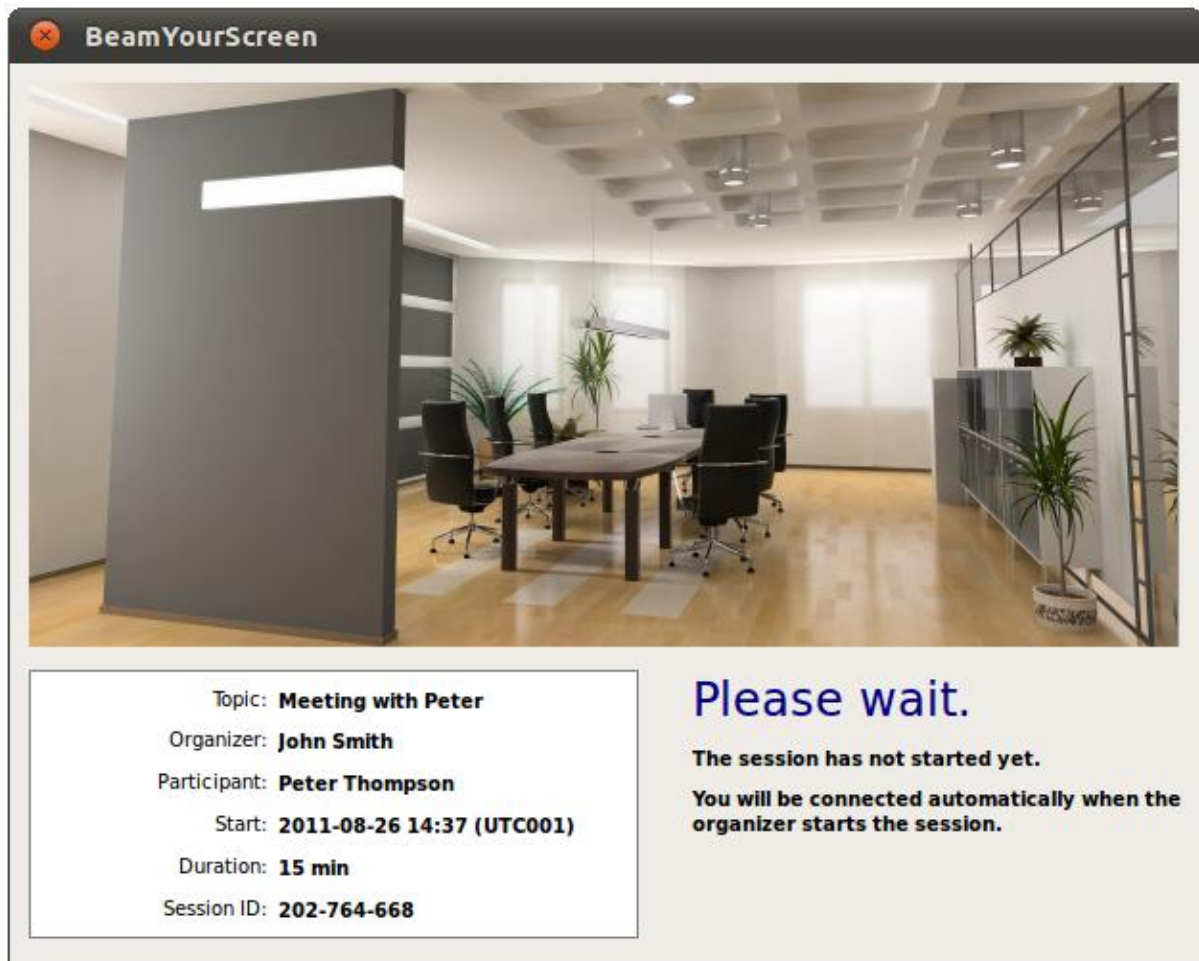 BeamYourScreen
Topic: Meeting with Peter
Organizer: John Smith
Participant: Peter Thompson
Start: 2011-08-26 14:37 (UTC001)
Duration: 15 min
Session ID: 202-764-668
Please wait.
The session has not started yet.
You will be connected automatically when the
organizer starts the session.